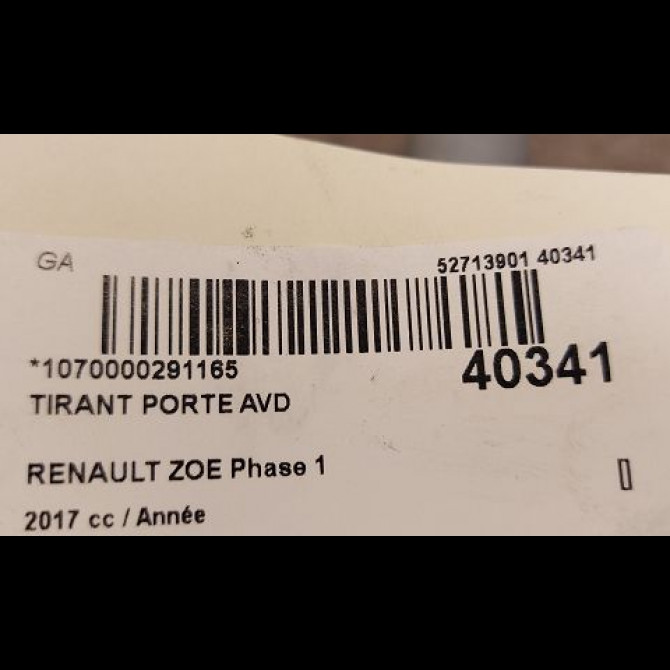 GA
52713901 40341
*1070000291165
40341
TIRANT PORTE AVD
RENAULT ZOE Phase 1
2017 cc / Année